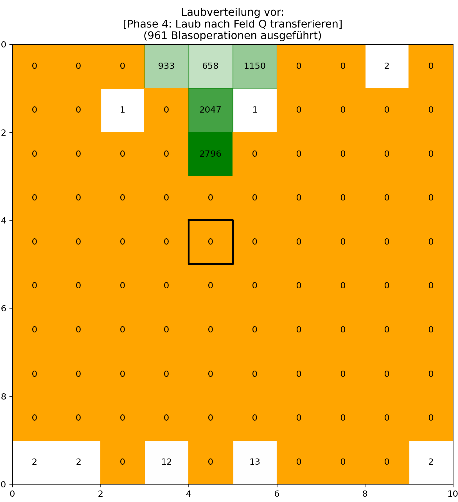 Laubverteilung vor:
[Phase 4: Laub nach Feld Q transferieren]
(961 Blasoperationen ausgeführt)
0
0 0 0 933 658 1150 0 0 2 0
0 0 1 0 2047 1 0 0 0 0
2
0 0 0 0 2796 0 0 0 0 0
0 0 0 0 0 0 0 0 0 0
4
0 0 0 0 0 0 0 0 0 0
0 0 0 0 0 0 0 0 0 0
6
0 0 0 0 0 0 0 0 0 0
0 0 0 0 0 0 0 0 0 0
8
0 0 0 0 0 0 0 0 0 0
2 2 0 12 0 13 0 0 0 2
0 2 4 6 8 10